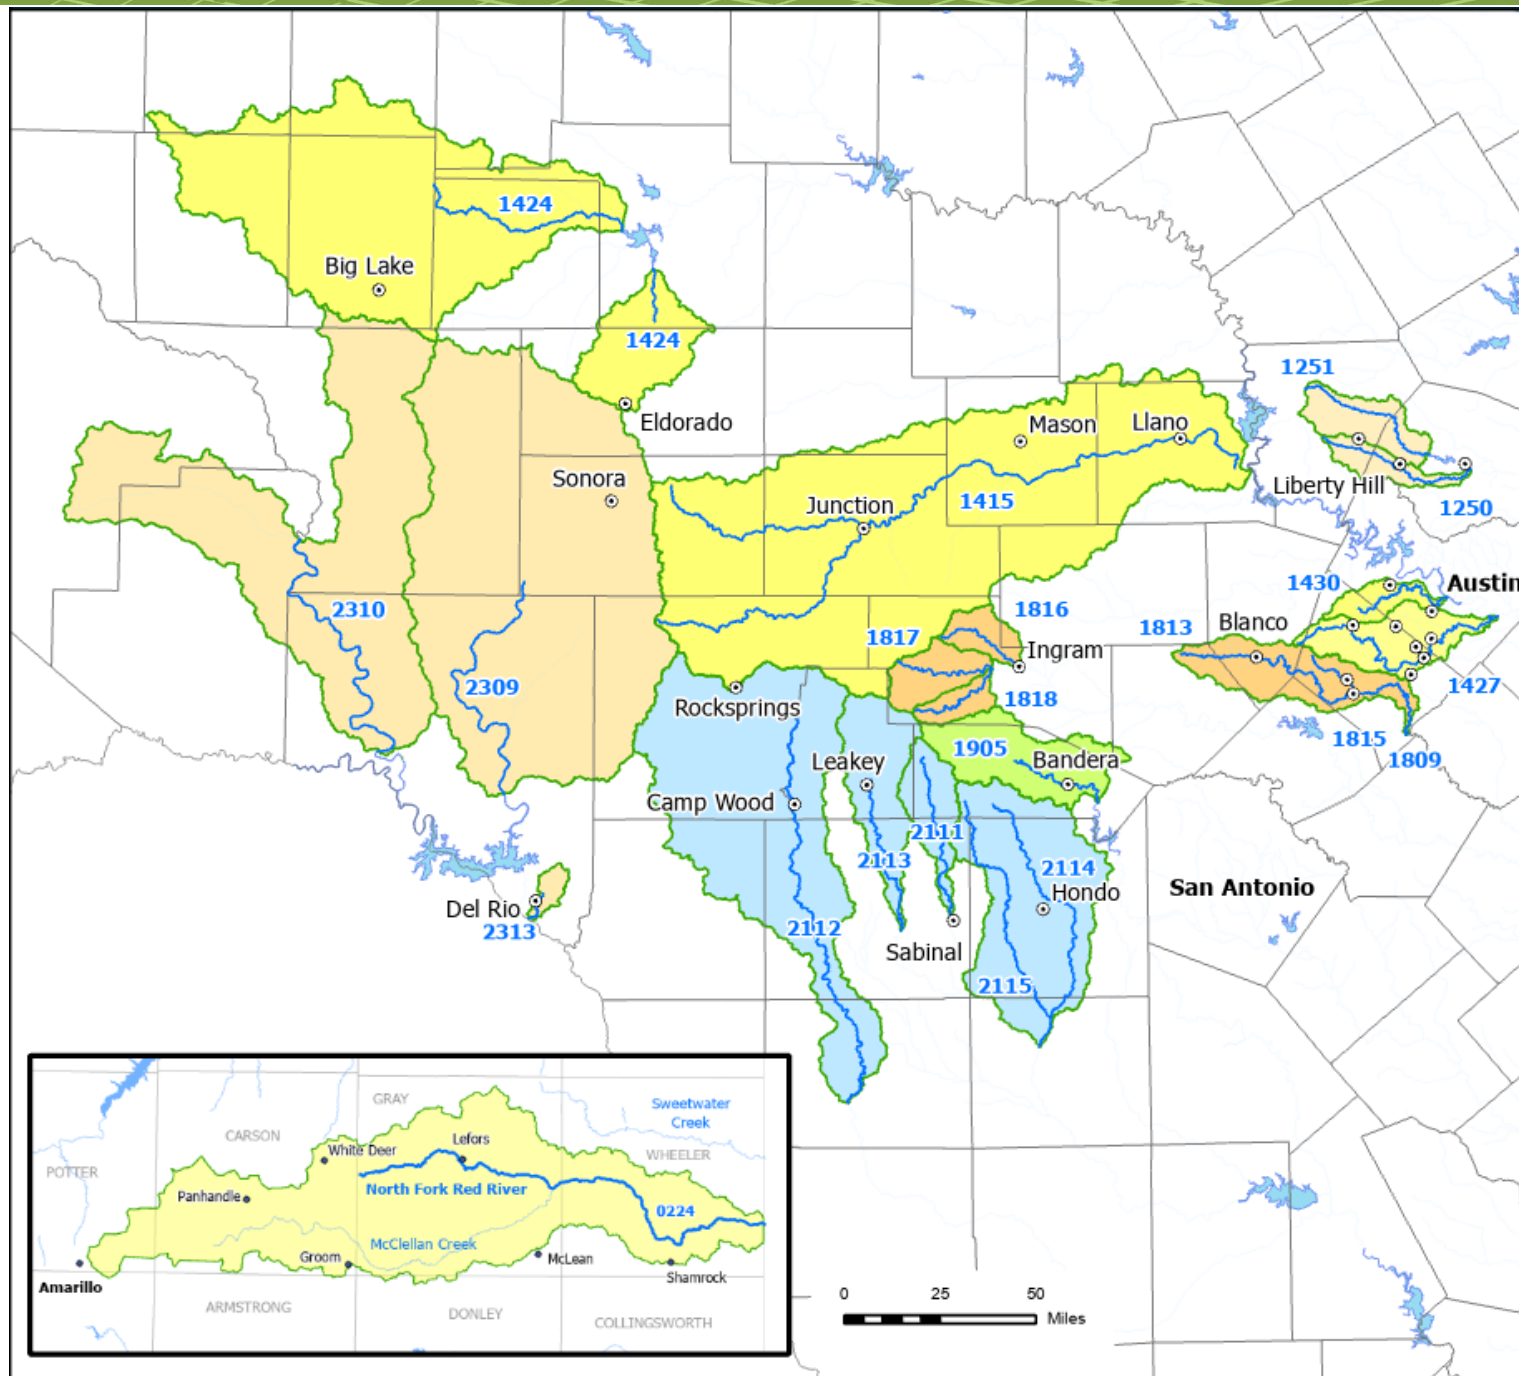 1424
Big Lake
1424
Eldorado
1251
Mason
Llano
Sonora
Liberty Hill
Junction
1415
1250
1430
Austin
2310
1816
1813
Blanco
1817
Ingram
2309
1427
Rocksprings
1818
1815
1905
Bandera
1809
Leakey
Camp Wood
2111
2113
2114
San Antonio
Hondo
Del Rio
2313
2112
Sabinal
2115
GRAY
Sweetwater
Creek
CARSON
Lefors
White Deer
WHEELER
POTTER
Panhandle
North Fork Red River
0224
McClellan Creek
Groom
McLean
Shamrock
Amarillo
ARMSTRONG
DONLEY
COLLINGSWORTH
0 25 50
Miles